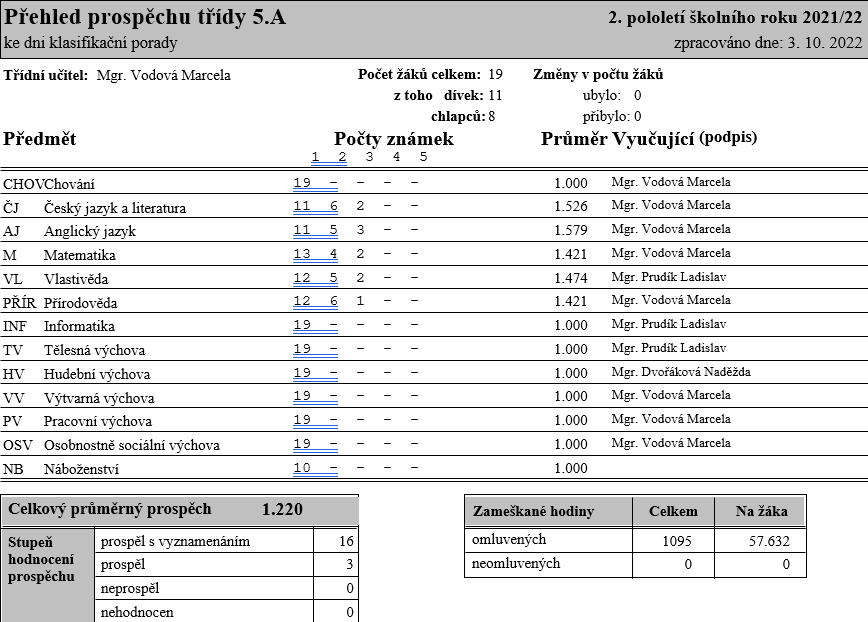 Přehled prospěchu třídy 5.A 2. pololetí školního roku 2021/22
ke dni klasifikační porady zpracováno dne: 3. 10. 2022
Třídní učitel: Mgr. Vodová Marcela Počet žáků celkem: 19 Změny v počtu žáků
z toho dívek: 11 ubylo: 0
chlapců: 8 přibylo: 0
Předmět Počty známek Průměr Vyučující (podpis)
1 2 3 4 5
CHOVChování 19 - - - - 1.000 Mgr. Vodová Marcela
ČJ Český jazyk a literatura 11 6 2 - - 1.526 Mgr. Vodová Marcela
AJ Anglický jazyk 11 5 3 - - 1.579 Mgr. Vodová Marcela
M Matematika 13 4 2 - - 1.421 Mgr. Vodová Marcela
VL Vlastivěda 12 5 2 - - 1.474 Mgr. Prudík Ladislav
PŘÍR Přírodověda 12 6 1 - - 1.421 Mgr. Vodová Marcela
INF Informatika 19 - - - - 1.000 Mgr. Prudík Ladislav
TV Tělesná výchova 19 - - - - 1.000 Mgr. Prudík Ladislav
HV Hudební výchova 19 - - - - 1.000 Mgr. Dvořáková Naděžda
VV Výtvarná výchova 19 - - - - 1.000 Mgr. Vodová Marcela
PV Pracovní výchova 19 - - - - 1.000 Mgr. Vodová Marcela
OSV Osobnostně sociální výchova 19 - - - - 1.000 Mgr. Vodová Marcela
NB Náboženství 10 - - - - 1.000
Celkový průměrný prospěch 1.220
Stupeň hodnocení prospěchu
prospěl s vyznamenáním 16
prospěl 3
neprospěl 0
nehodnocen 0
Zameškané hodiny Celkem Na žáka
omluvených 1095 57.632
neomluvených 0 0